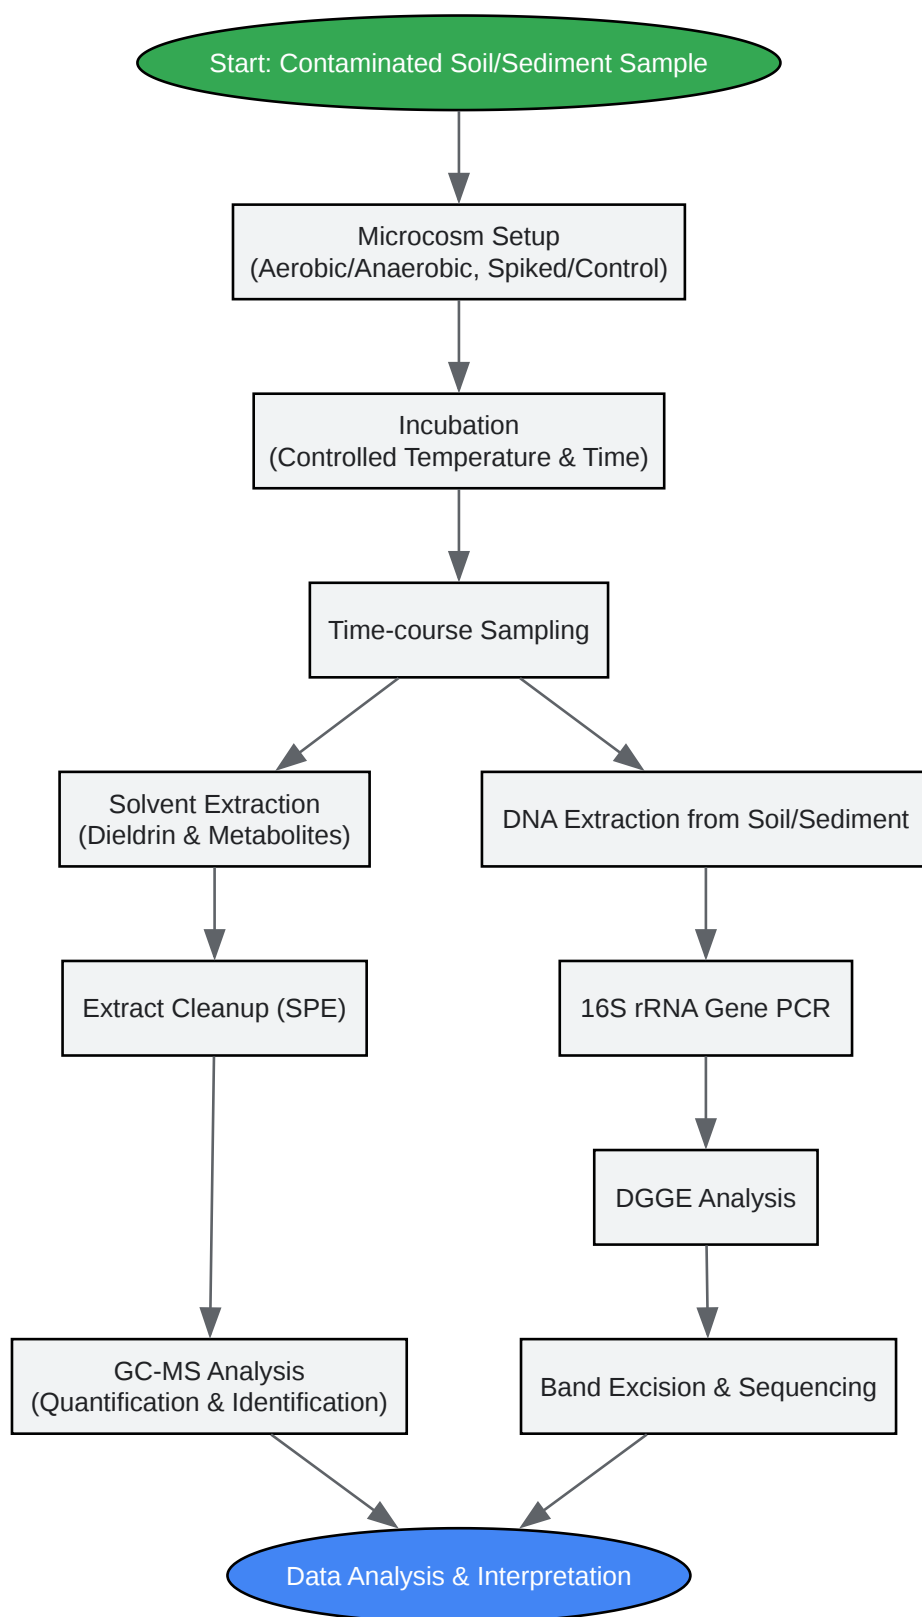 Start: Contaminated Soil/Sediment Sample
Microcosm Setup
(Aerobic/Anaerobic, Spiked/Control)
Incubation
(Controlled Temperature & Time)
Time-course Sampling
Solvent Extraction
(Dieldrin & Metabolites)
DNA Extraction from Soil/Sediment
Extract Cleanup (SPE)
16S rRNA Gene PCR
DGGE Analysis
GC-MS Analysis
(Quantification & Identification)
Band Excision & Sequencing
Data Analysis & Interpretation